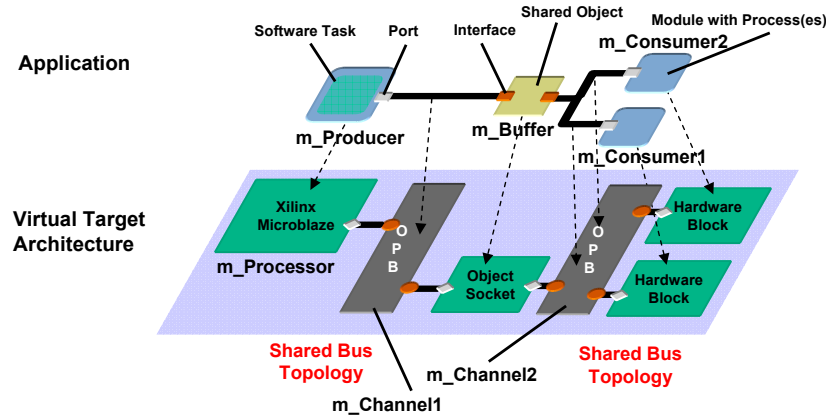 Shared Object
Software Task
Port
Interface
Module with Process(es)
m_Consumer2
Application
m_Producer
m_Buffer
m_Consumer1
Virtual Target
Architecture
Xilinx
Microblaze
m_Processor
O
P
B
Object
Socket
O
P
B
Hardware
Block
Hardware
Block
Shared Bus
Topology
m_Channel1
m_Channel2
Shared Bus
Topology